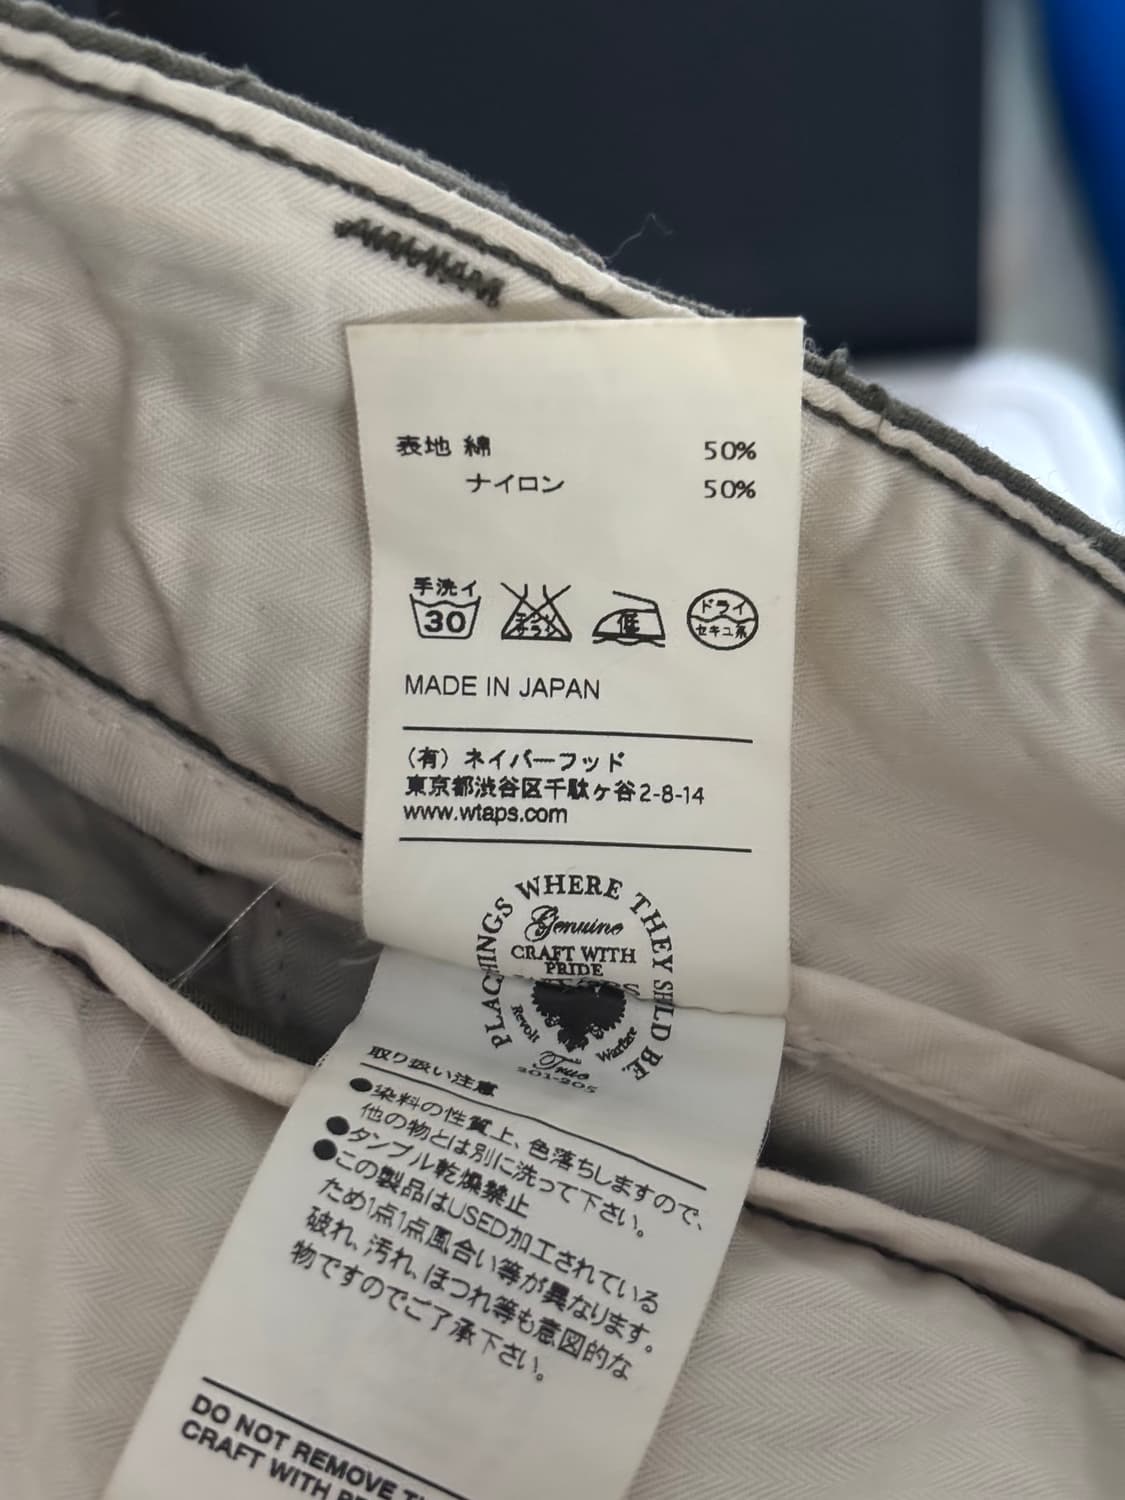 表地 綿 50%
ナイロン 50%
手洗イ
30
低
ドライ
セキユ系
MADE IN JAPAN
(有) ネイバーフッド
東京都渋谷区千駄ヶ谷2-8-14
www.wtaps.com
PLACHINGS WHERE THEY SHLD BE.
Genuine
CRAFT WITH
PRIDE
Revolt
Warfare
True
201-205
取り扱い注意
●染料の性質上、色落ちしますので、
他の物とは別に洗って下さい。
●タンブル乾燥禁止
●この製品はUSED加工されている
ため1点1点風合い等が異なります。
破れ、汚れ、ほつれ等も意図的な
物ですのでご了承下さい。
DO NOT REMOVE
CRAFT WITH